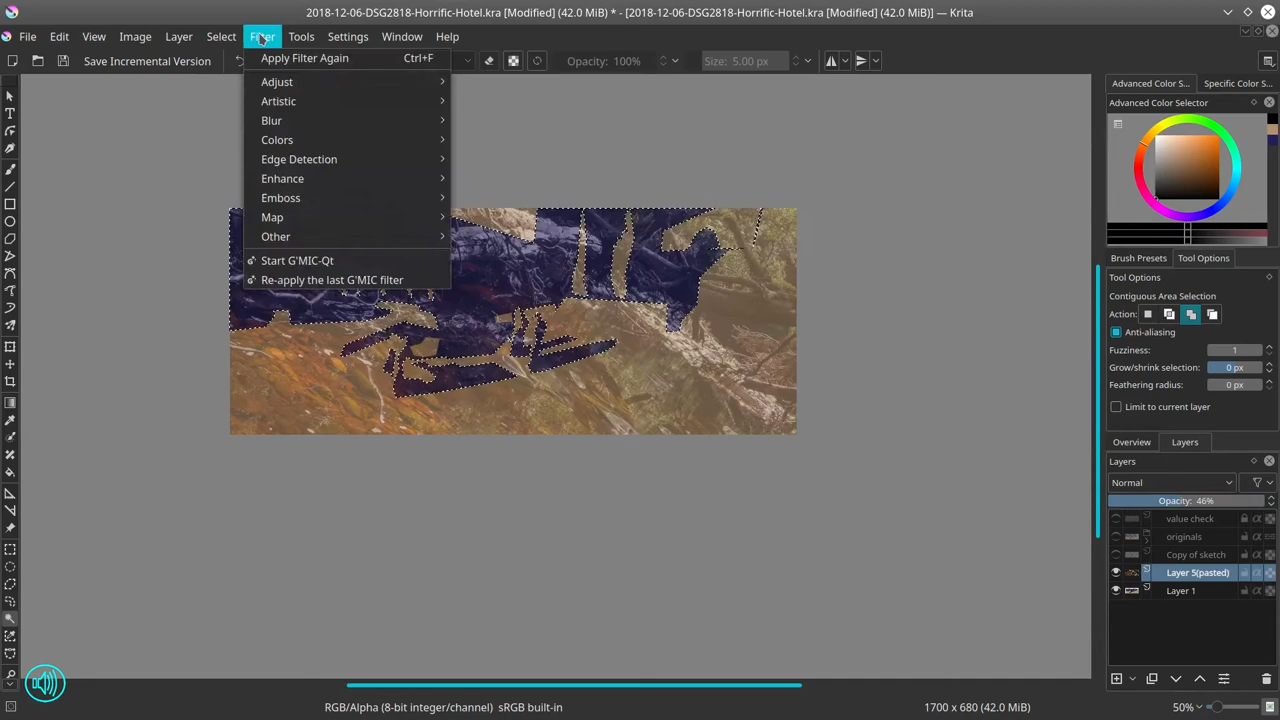 2018-12-06-DSG2818-Horrific-Hotel.kra [Modified] (42.0 MiB) * - [2018-12-06-DSG2818-Horrific-Hotel.kra [Modified] (42.0 MiB)] — Krita
File Edit View Image Layer Select Filter Tools Settings Window Help
Save Incremental Version Opacity: 100% Size: 5.00 px
Apply Filter Again Ctrl+F
Adjust
Artistic
Blur
Colors
Edge Detection
Enhance
Emboss
Map
Other
Start G'MIC-Qt
Re-apply the last G'MIC filter
Advanced Color S... Specific Color S...
Advanced Color Selector
Brush Presets Tool Options
Tool Options
Contiguous Area Selection
Action:
Anti-aliasing
Fuzziness: 1
Grow/shrink selection: 0 px
Feathering radius: 0 px
Limit to current layer
Overview Layers
Layers
Normal
Opacity: 46%
value check
originals
Copy of sketch
Layer 5(pasted)
Layer 1
RGB/Alpha (8-bit integer/channel) sRGB built-in 1700 x 680 (42.0 MiB) 50%